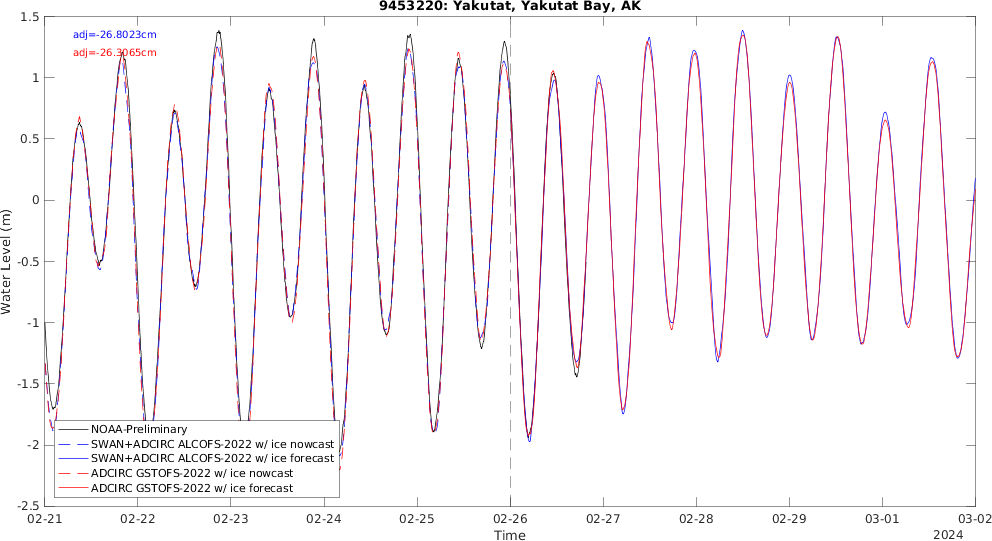 9453220: Yakutat, Yakutat Bay, AK
adj=-26.8023cm
adj=-26.3065cm
1.5
1
0.5
0
-0.5
-1
-1.5
-2
-2.5
Water Level (m)
NOAA-Preliminary
SWAN+ADCIRC ALCOFS-2022 w/ ice nowcast
SWAN+ADCIRC ALCOFS-2022 w/ ice forecast
ADCIRC GSTOFS-2022 w/ ice nowcast
ADCIRC GSTOFS-2022 w/ ice forecast
02-21 02-22 02-23 02-24 02-25 02-26 02-27 02-28 02-29 03-01 03-02
Time
2024